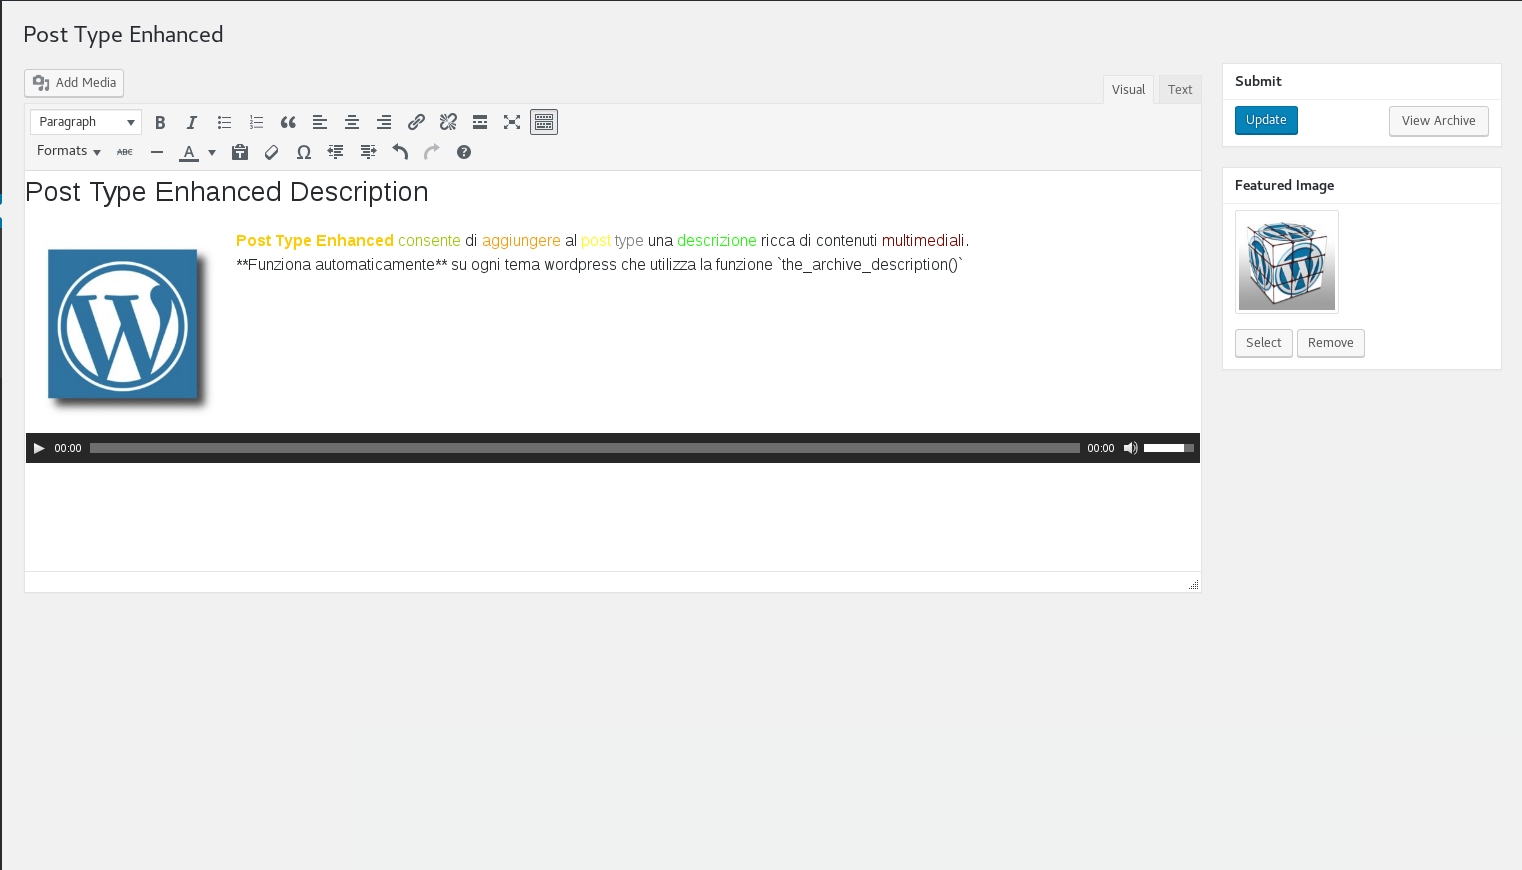 Post Type Enhanced
Add Media
Visual Text
Paragraph
Formats ABC A
Post Type Enhanced Description
Post Type Enhanced consente di aggiungere al post type una descrizione ricca di contenuti multimediali.
**Funziona automaticamente** su ogni tema wordpress che utilizza la funzione `the_archive_description()`
00:00 00:00
Submit
Update View Archive
Featured Image
Select Remove